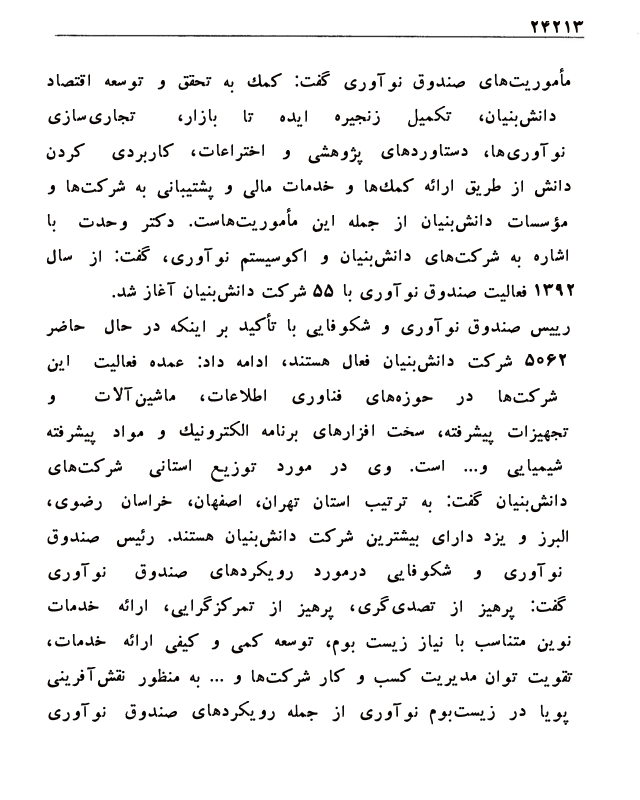 ۲۴۲۱۳
مأموریت‌های صندوق نوآوری گفت: كمك به تحقق و توسعه اقتصاد
دانش‌بنیان، تکمیل زنجیره ایده تا بازار، تجاری‌سازی
نوآوری‌ها، دستاوردهای پژوهشی و اختراعات، کاربردی کردن
دانش از طریق ارائه كمك‌ها و خدمات مالی و پشتیبانی به شرکت‌ها و
مؤسسات دانش‌بنیان از جمله این مأموریت‌هاست. دکتر وحدت با
اشاره به شرکت‌های دانش‌بنیان و اکوسیستم نوآوری، گفت: از سال
۱۳۹۲ فعالیت صندوق نوآوری با ۵۵ شرکت دانش‌بنیان آغاز شد.
رییس صندوق نوآوری و شکوفایی با تأکید بر اینکه در حال حاضر
۵۰۶۲ شرکت دانش‌بنیان فعال هستند، ادامه داد: عمده فعالیت این
شرکت‌ها در حوزه‌های فناوری اطلاعات، ماشین‌آلات و
تجهیزات پیشرفته، سخت افزارهای برنامه الکترونيك و مواد پیشرفته
شیمیایی و... است. وی در مورد توزیع استانی شرکت‌های
دانش‌بنیان گفت: به ترتیب استان تهران، اصفهان، خراسان رضوی،
البرز و یزد دارای بیشترین شرکت دانش‌بنیان هستند. رئیس صندوق
نوآوری و شکوفایی درمورد رویکردهای صندوق نوآوری
گفت: پرهیز از تصدی‌گری، پرهیز از تمرکزگرایی، ارائه خدمات
نوین متناسب با نیاز زیست بوم، توسعه کمی و کیفی ارائه خدمات،
تقویت توان مدیریت کسب و کار شرکت‌ها و ... به منظور نقش‌آفرینی
پویا در زیست‌بوم نوآوری از جمله رویکردهای صندوق نوآوری